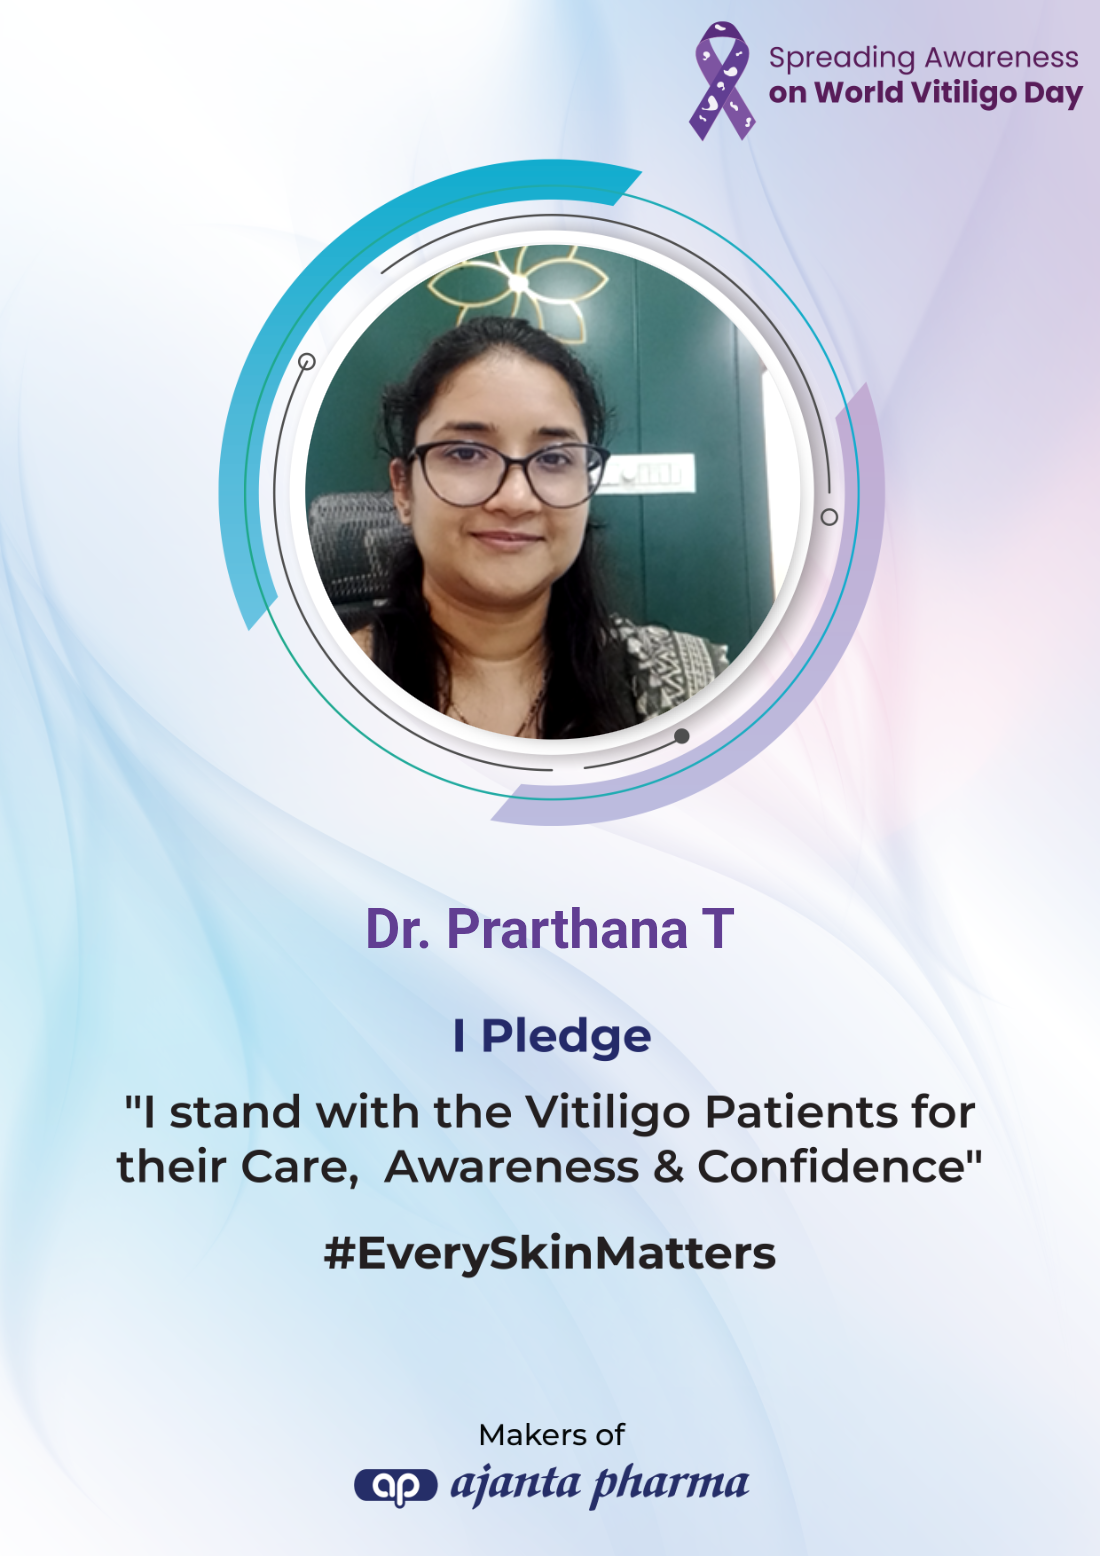 Spreading Awareness
on World Vitiligo Day
Dr. Prarthana T
I Pledge
"I stand with the Vitiligo Patients for
their Care,  Awareness & Confidence"
#EverySkinMatters
Makers of
ap ajanta pharma